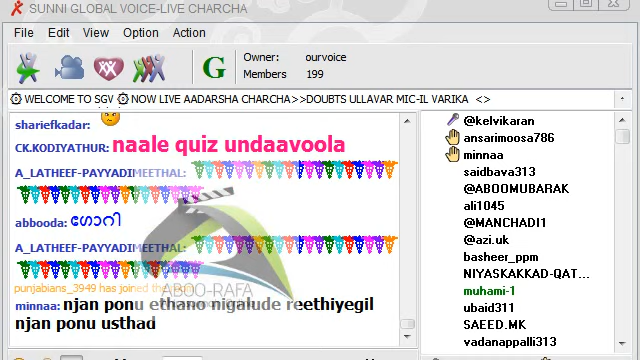 SUNNI GLOBAL VOICE-LIVE CHARCHA
File Edit View Option Action
G
Owner: ourvoice
Members 199
WELCOME TO SGV NOW LIVE AADARSHA CHARCHA>>DOUBTS ULLAVAR MIC-IL VARIKA <>
shariefkadar:
CK.KODIYATHUR: naale quiz undaavoola
A_LATHEEF-PAYYADIMEETHAL:
abbooda: ഗോറി
A_LATHEEF-PAYYADIMEETHAL:
punjabians_3949 has joined the
ABOO-RAFA
minnaa: njan ponu ethano nigalude reethiyegil
njan ponu usthad
@kelvikaran
ansarimoosa786
minnaa
saidbava313
@ABOOMUBARAK
ali1045
@MANCHADI1
@azi.uk
basheer_ppm
NIYASKAKKAD-QAT...
muhami-1
ubaid311
SAEED.MK
vadanappalli313